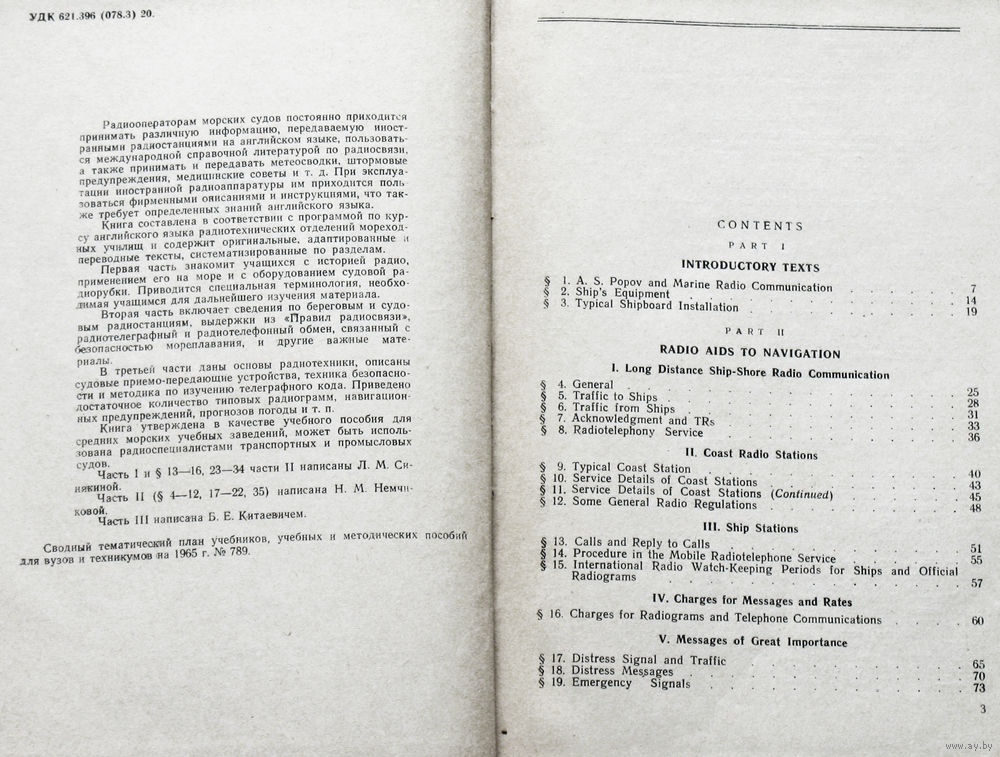 УДК 621.396 (078.3) 20.
Радиооператорам морских судов постоянно приходится
принимать различную информацию, передаваемую иност-
ранными радиостанциями на английском языке, пользовать-
ся международной справочной литературой по радиосвязи,
а также принимать и передавать метеосводки, штормовые
предупреждения, медицинские советы и т. д. При эксплуа-
тации иностранной радиоаппаратуры им приходится поль
зоваться фирменными описаниями и инструкциями, что так-
же требует определенных знаний английского языка.
Книга составлена в соответствии с программой по кур-
су английского языка радиотехнических отделений мореход-
ных училищ и содержит оригинальные, адаптированные и
переводные тексты, систематизированные по разделам.
Первая часть знакомит учащихся с историей радио,
применением его на море и с оборудованием судовой ра-
диорубки. Приводится специальная терминология, необхо-
димая учащимся для дальнейшего изучения материала.
Вторая часть включает сведения по береговым и судо-
вым радиостанциям, выдержки из «Правил радиосвязи»,
радиотелеграфный и радиотелефонный обмен, связанный с
безопасностью мореплавания, и другие важные мате-
риалы.
В третьей части даны основы радиотехники, описаны
судовые приемо-передающие устройства, техника безопасно-
сти и методика по изучению телеграфного кода. Приведено
достаточное количество типовых радиограмм, навигацион-
ных предупреждений, прогнозов погоды и т. п.
Книга утверждена в качестве учебного пособия для
средних морских учебных заведений, может быть исполь-
зована радиоспециалистами транспортных и промысловых
судов.
Часть I и § 13—16, 23—34 части II написаны Л. М. Си-
някиной.
Часть II (§ 4—12, 17—22, 35) написана Н. М. Немчи-
ковой.
Часть III написана Б. Е. Китаевичем.
Сводный тематический план учебников, учебных и методических пособий
для вузов и техникумов на 1965 г. № 789.
CONTENTS
PART I
INTRODUCTORY TEXTS
§ 1. A. S. Popov and Marine Radio Communication 7
§ 2. Ship's Equipment 14
§ 3. Typical Shipboard Installation 19
PART II
RADIO AIDS TO NAVIGATION
I. Long Distance Ship-Shore Radio Communication
§ 4. General 25
§ 5. Traffic to Ships 28
§ 6. Traffic from Ships 31
§ 7. Acknowledgment and TRs 33
§ 8. Radiotelephony Service 36
II. Coast Radio Stations
§ 9. Typical Coast Station 40
§ 10. Service Details of Coast Stations 43
§ 11. Service Details of Coast Stations (Continued) 45
§ 12. Some General Radio Regulations 48
III. Ship Stations
§ 13. Calls and Reply to Calls 51
§ 14. Procedure in the Mobile Radiotelephone Service 55
§ 15. International Radio Watch-Keeping Periods for Ships and Official
Radiograms 57
IV. Charges for Messages and Rates
§ 16. Charges for Radiograms and Telephone Communications 60
V. Messages of Great Importance
§ 17. Distress Signal and Traffic 65
§ 18. Distress Messages 70
§ 19. Emergency Signals 73
3
www.ay.by